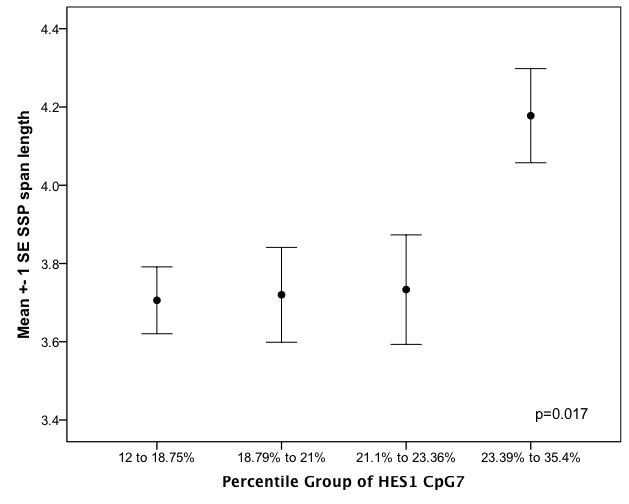 Mean +- 1 SE SSP span length
4.4
4.2
4.0
3.8
3.6
3.4
p=0.017
12 to 18.75%
18.79% to 21%
21.1% to 23.36%
23.39% to 35.4%
Percentile Group of HES1 CpG7